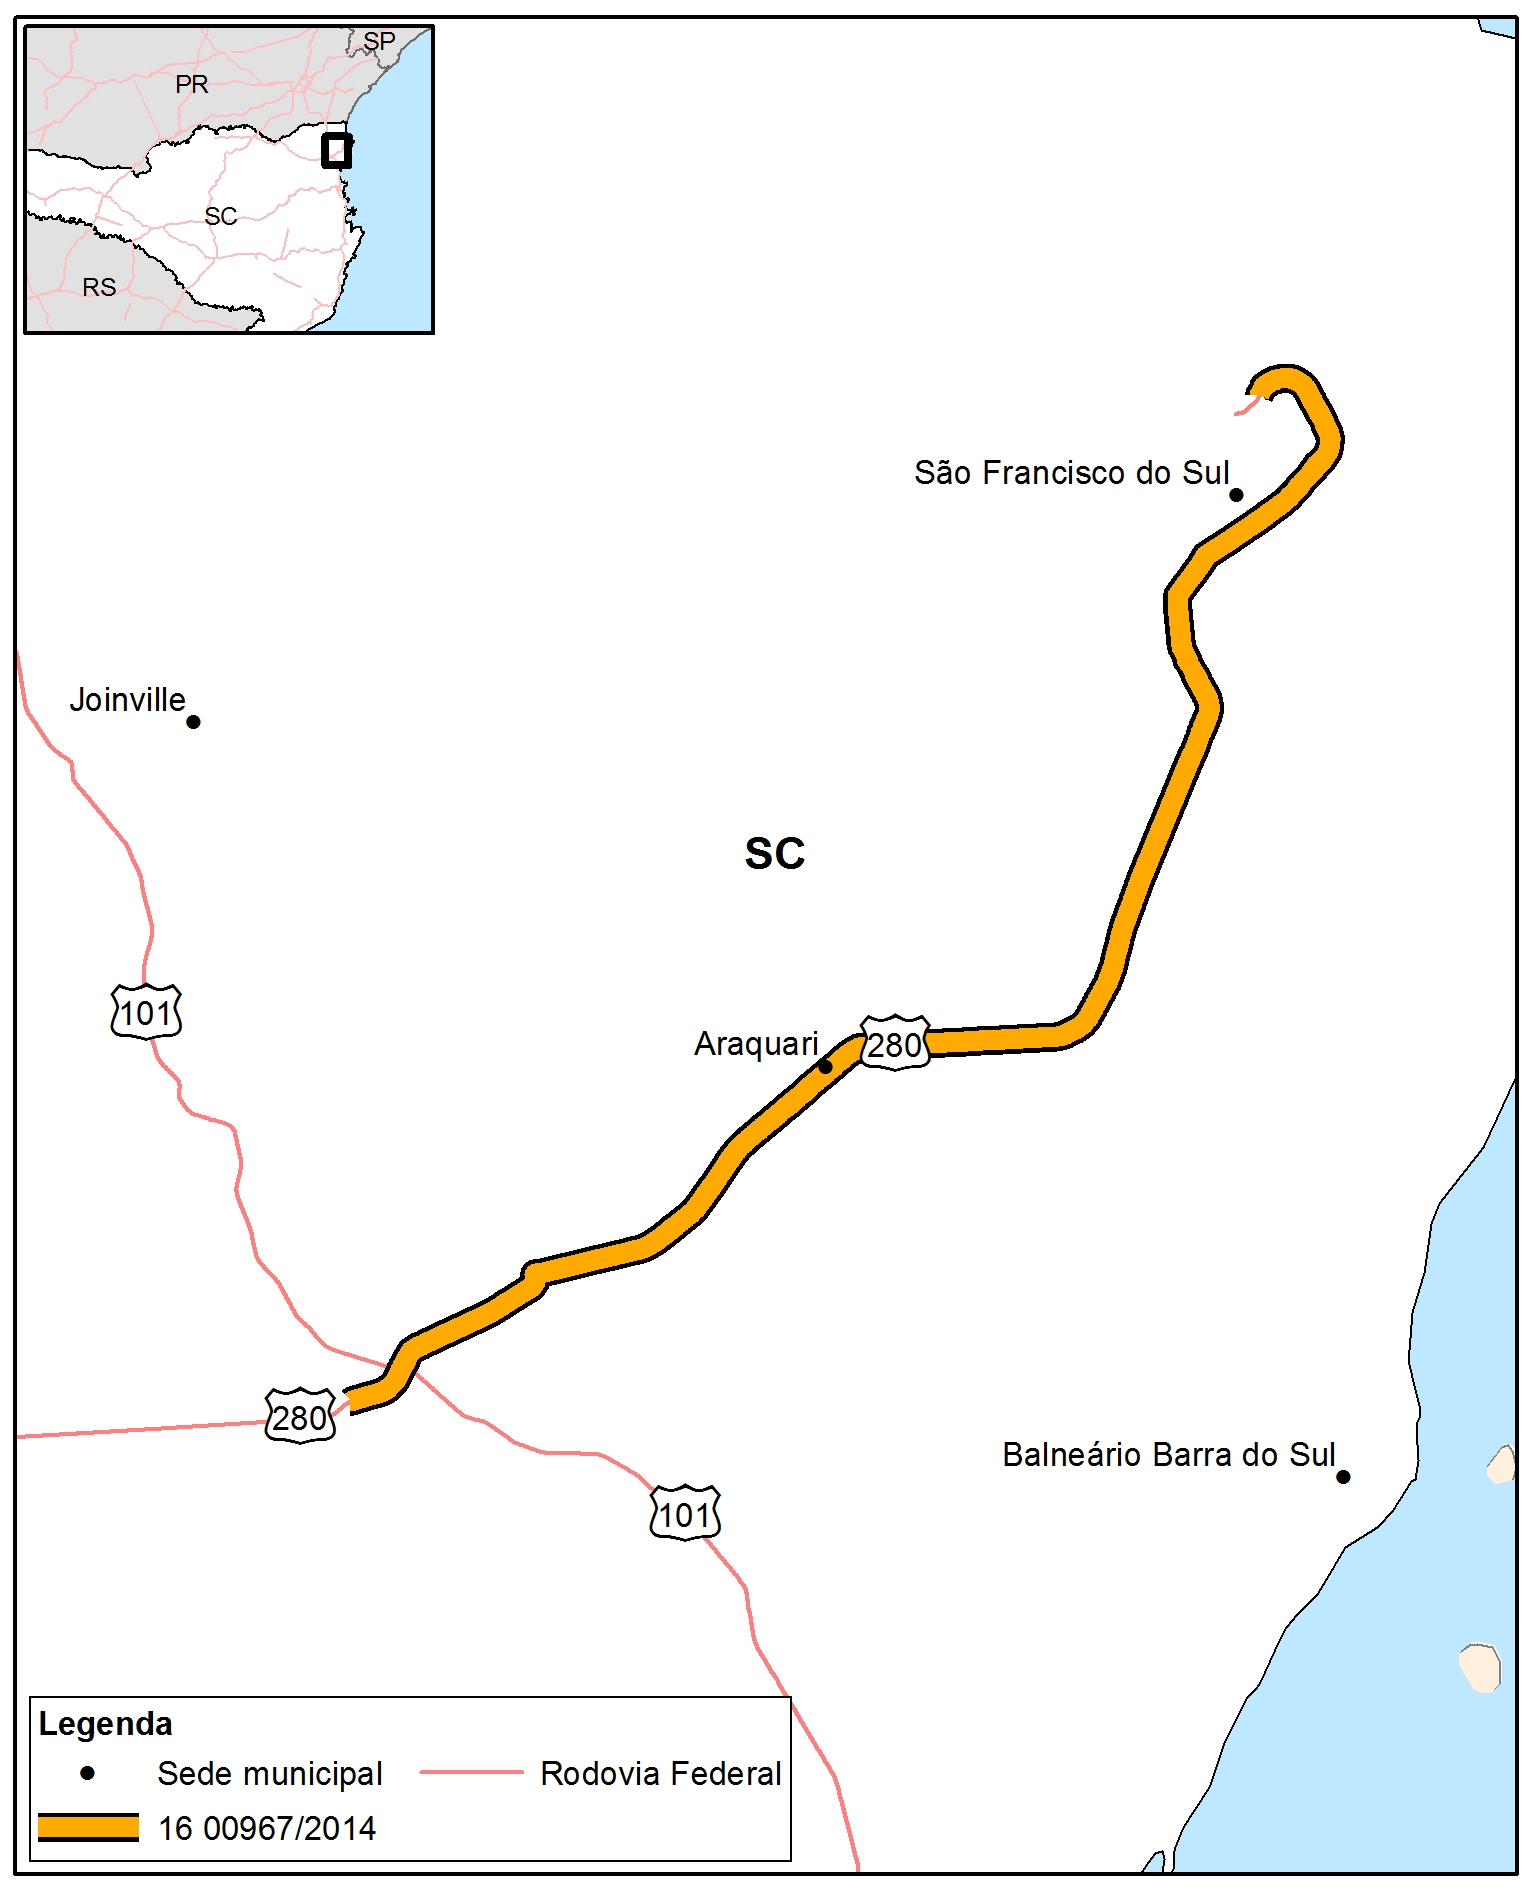 SP
PR
SC
RS
São Francisco do Sul
Joinville
SC
101
Araquari
280
280
Balneário Barra do Sul
101
Legenda
Sede municipal
Rodovia Federal
16 00967/2014